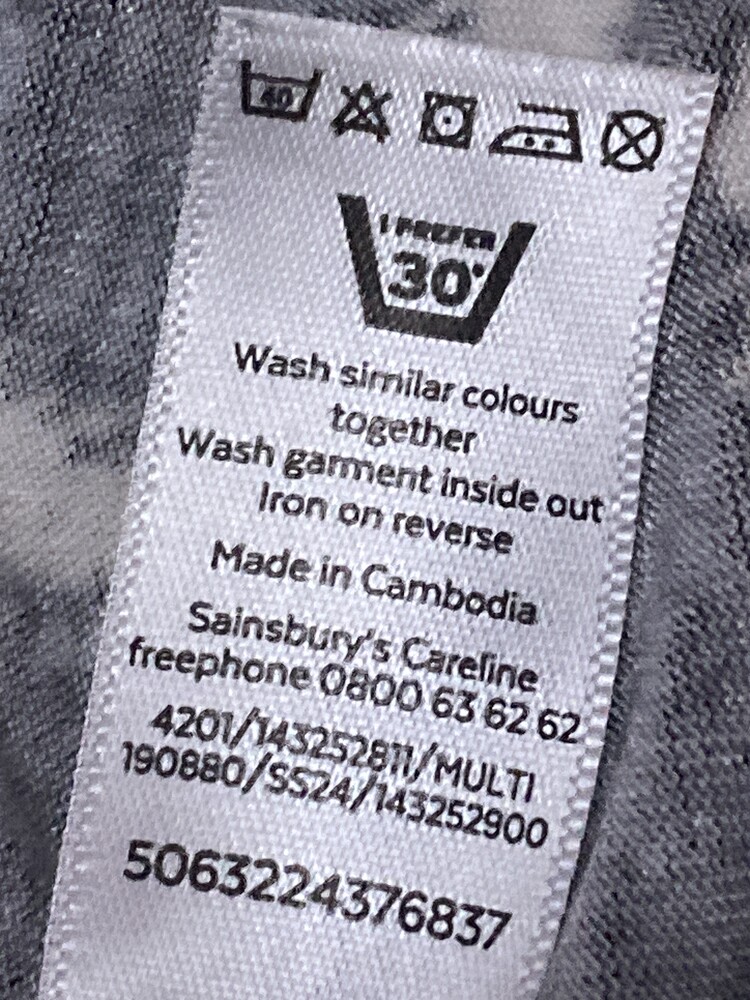 40
I PREFER
30°
Wash similar colours
together
Wash garment inside out
Iron on reverse
Made in Cambodia
Sainsbury's Careline
freephone 0800 63 62 62
4201/143252811/MULTI
190880/SS24/143252900
5063224376837